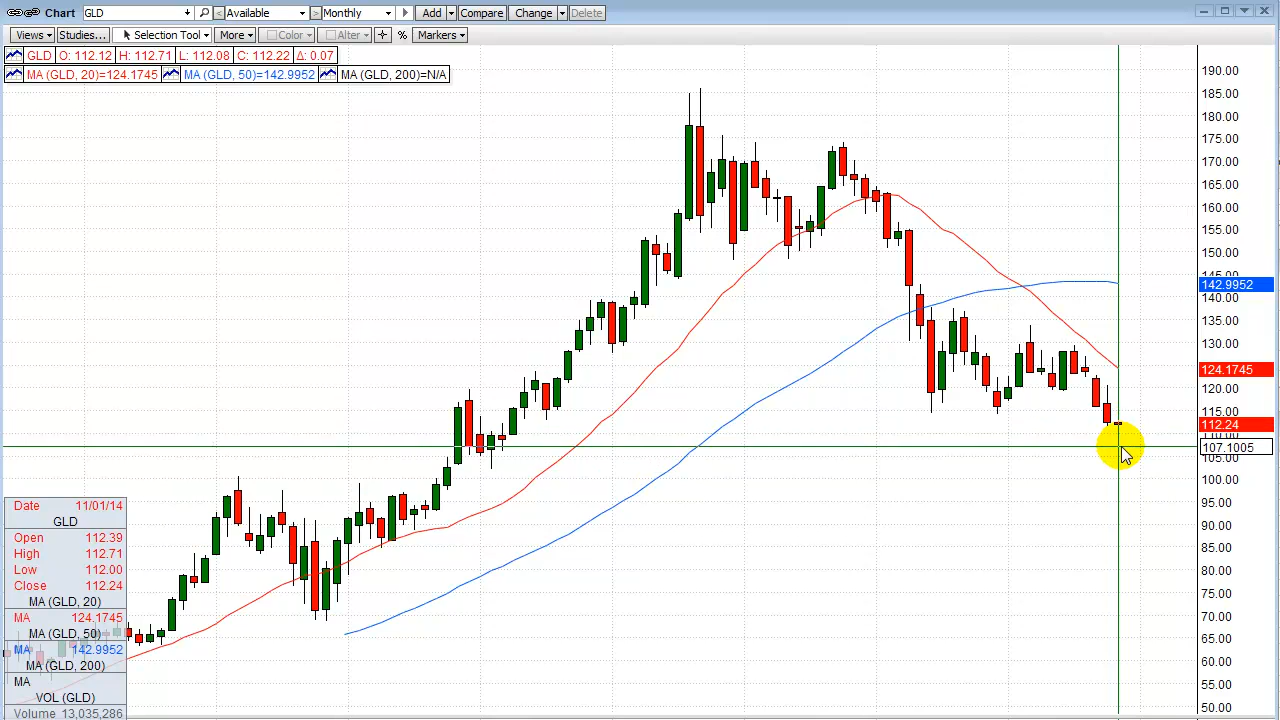 Chart GLD < Available > Monthly Add Compare Change Delete
Views Studies... Selection Tool More Color Alter % Markers
GLD O: 112.12 H: 112.71 L: 112.08 C: 112.22 Δ: 0.07
MA (GLD, 20)=124.1745 MA (GLD, 50)=142.9952 MA (GLD, 200)=N/A
190.00
185.00
180.00
175.00
170.00
165.00
160.00
155.00
150.00
145.00
142.9952
140.00
135.00
130.00
124.1745
120.00
115.00
112.24
110.00
107.1005
105.00
100.00
95.00
90.00
85.00
80.00
75.00
70.00
65.00
60.00
55.00
50.00
Date 11/01/14
GLD
Open 112.39
High 112.71
Low 112.00
Close 112.24
MA (GLD, 20)
MA 124.1745
MA (GLD, 50)
MA 142.9952
MA (GLD, 200)
MA
VOL (GLD)
Volume 13,035,286